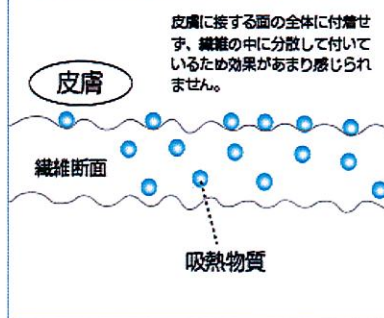 皮膚に接する面の全体に付着せ
ず、繊維の中に分散して付いて
いるため効果があまり感じられ
ません。
皮膚
繊維断面
吸熱物質